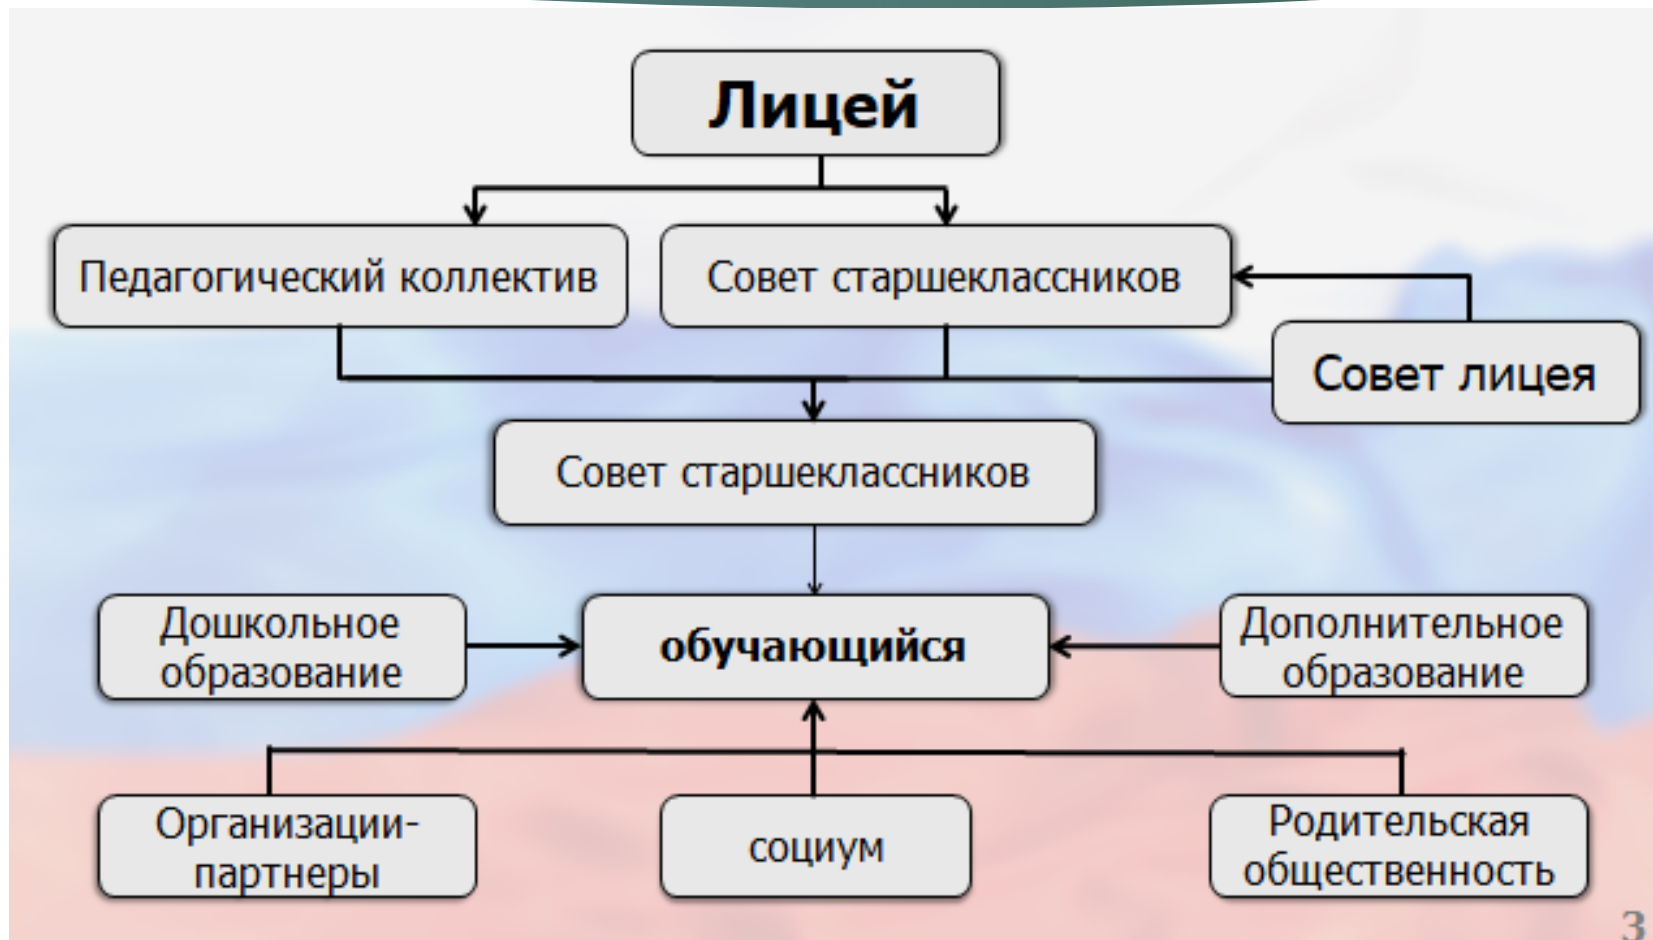 Лицей
Педагогический коллектив
Совет старшеклассников
Совет лицея
Совет старшеклассников
Дошкольное
образование
обучающийся
Дополнительное
образование
Организации-
партнеры
социум
Родительская
общественность
3